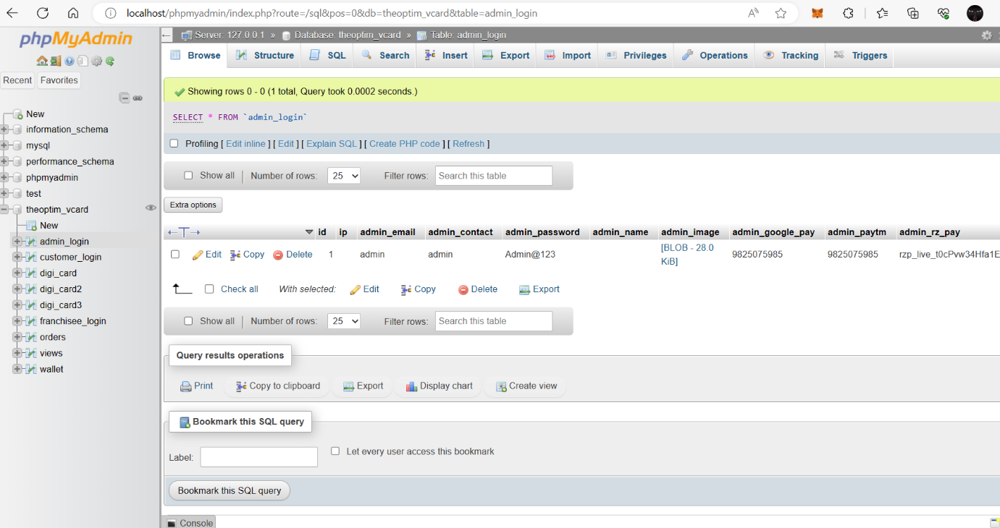 localhost/phpmyadmin/index.php?route=/sql&pos=0&db=theoptim_vcard&table=admin_login
phpMyAdmin
Recent Favorites
New
information_schema
mysql
performance_schema
phpmyadmin
test
theoptim_vcard
New
admin_login
customer_login
digi_card
digi_card2
digi_card3
franchisee_login
orders
views
wallet
Server: 127.0.0.1 » Database: theoptim_vcard » Table: admin_login
Browse Structure SQL Search Insert Export Import Privileges Operations Tracking Triggers
Showing rows 0 - 0 (1 total, Query took 0.0002 seconds.)
SELECT * FROM `admin_login`
Profiling [ Edit inline ] [ Edit ] [ Explain SQL ] [ Create PHP code ] [ Refresh ]
Show all | Number of rows: 25 Filter rows: Search this table
Extra options
←T→ id ip admin_email admin_contact admin_password admin_name admin_image admin_google_pay admin_paytm admin_rz_pay
Edit Copy Delete 1 admin admin Admin@123 [BLOB - 28.0 KiB] 9825075985 9825075985 rzp_live_t0cPvw34Hfa1E
Check all With selected: Edit Copy Delete Export
Show all | Number of rows: 25 Filter rows: Search this table
Query results operations
Print Copy to clipboard Export Display chart Create view
Bookmark this SQL query
Label: Let every user access this bookmark
Bookmark this SQL query
Console